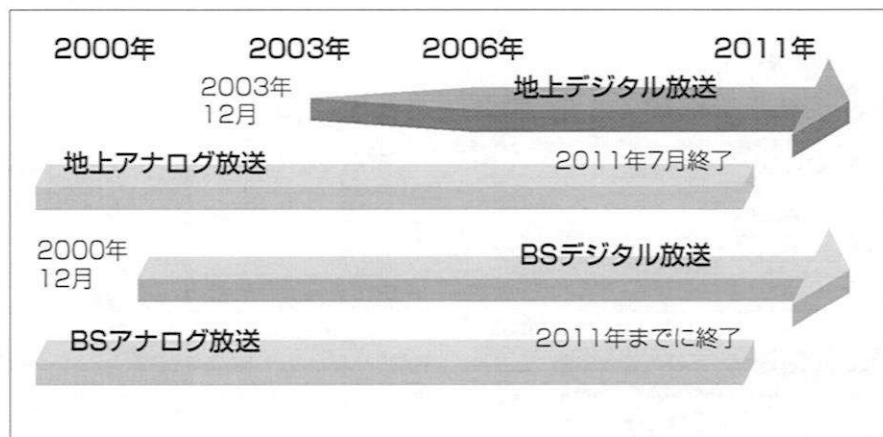 2000年 2003年 2006年 2011年
2003年
12月
地上デジタル放送
地上アナログ放送 2011年7月終了
2000年
12月
BSデジタル放送
BSアナログ放送 2011年までに終了